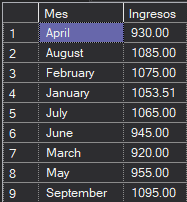 Mes Ingresos
1 April 930.00
2 August 1085.00
3 February 1075.00
4 January 1053.51
5 July 1065.00
6 June 945.00
7 March 920.00
8 May 955.00
9 September 1095.00